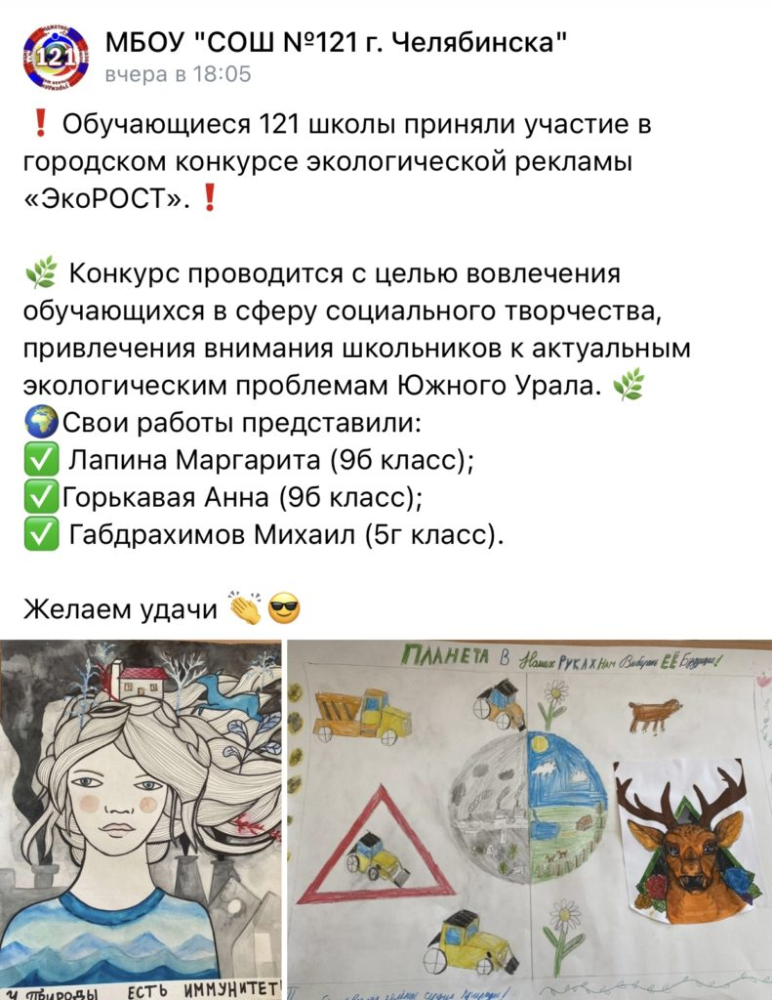 121
МБОУ "СОШ №121 г. Челябинска"
вчера в 18:05
❗ Обучающиеся 121 школы приняли участие в
городском конкурсе экологической рекламы
«ЭкоРОСТ». ❗
🌿 Конкурс проводится с целью вовлечения
обучающихся в сферу социального творчества,
привлечения внимания школьников к актуальным
экологическим проблемам Южного Урала. 🌿
🌍Свои работы представили:
✅ Лапина Маргарита (9б класс);
✅Горькавая Анна (9б класс);
✅ Габдрахимов Михаил (5г класс).
Желаем удачи 👏😎
У ПРИРОДЫ ЕСТЬ ИММУНИТЕТ!
ПЛАНЕТА В Наших РУКАХ Нам Выбирать ЕЁ Будущее!
сердца Природы!